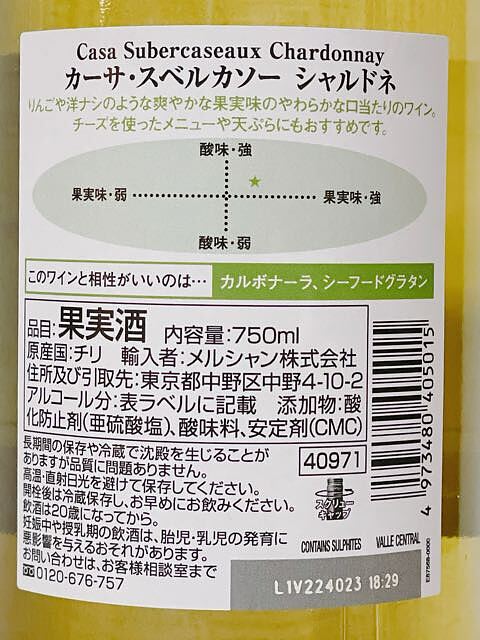 Casa Subercaseaux Chardonnay
カーサ・スベルカソー シャルドネ
りんごや洋ナシのような爽やかな果実味のやわらかな口当たりのワイン。
チーズを使ったメニューや天ぷらにもおすすめです。
酸味・強
果実味・弱 果実味・強
酸味・弱
このワインと相性がいいのは… カルボナーラ、シーフードグラタン
品目:果実酒 内容量:750ml
原産国:チリ 輸入者:メルシャン株式会社
住所及び引取先:東京都中野区中野4-10-2
アルコール分:表ラベルに記載 添加物:酸
化防止剤(亜硫酸塩)、酸味料、安定剤(CMC)
長期間の保存や冷蔵で沈殿を生じることが
ありますが品質に問題ありません。
高温・直射日光を避けて保存してください。
開栓後は冷蔵保存し、お早めにお飲みください。
飲酒は20歳になってから。
妊娠中や授乳期の飲酒は、胎児・乳児の発育に
悪影響を与えるおそれがあります。
お問い合わせは、お客様相談室まで
0120-676-757
40971
スクリュー
キャップ
4 973480 405015
CONTAINS SULPHITES VALLE CENTRAL
E87568-0000
L1V224023 18:29